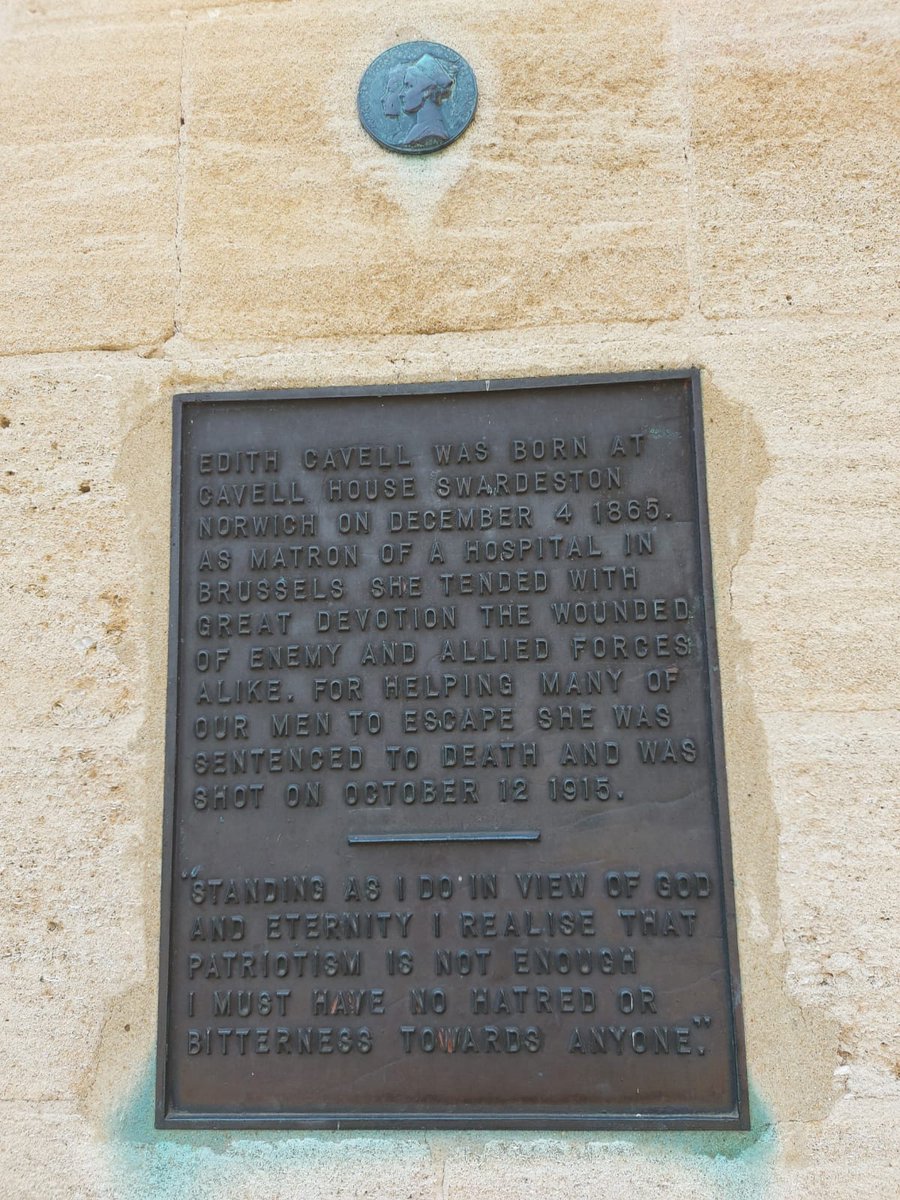 EDITH CAVELL WAS BORN AT
CAVELL HOUSE SWARDESTON
NORWICH ON DECEMBER 4 1865.
AS MATRON OF A HOSPITAL IN
BRUSSELS SHE TENDED WITH
GREAT DEVOTION THE WOUNDED
OF ENEMY AND ALLIED FORCES
ALIKE. FOR HELPING MANY OF
OUR MEN TO ESCAPE SHE WAS
SENTENCED TO DEATH AND WAS
SHOT ON OCTOBER 12 1915.
"STANDING AS I DO IN VIEW OF GOD
AND ETERNITY I REALISE THAT
PATRIOTISM IS NOT ENOUGH
I MUST HAVE NO HATRED OR
BITTERNESS TOWARDS ANYONE."